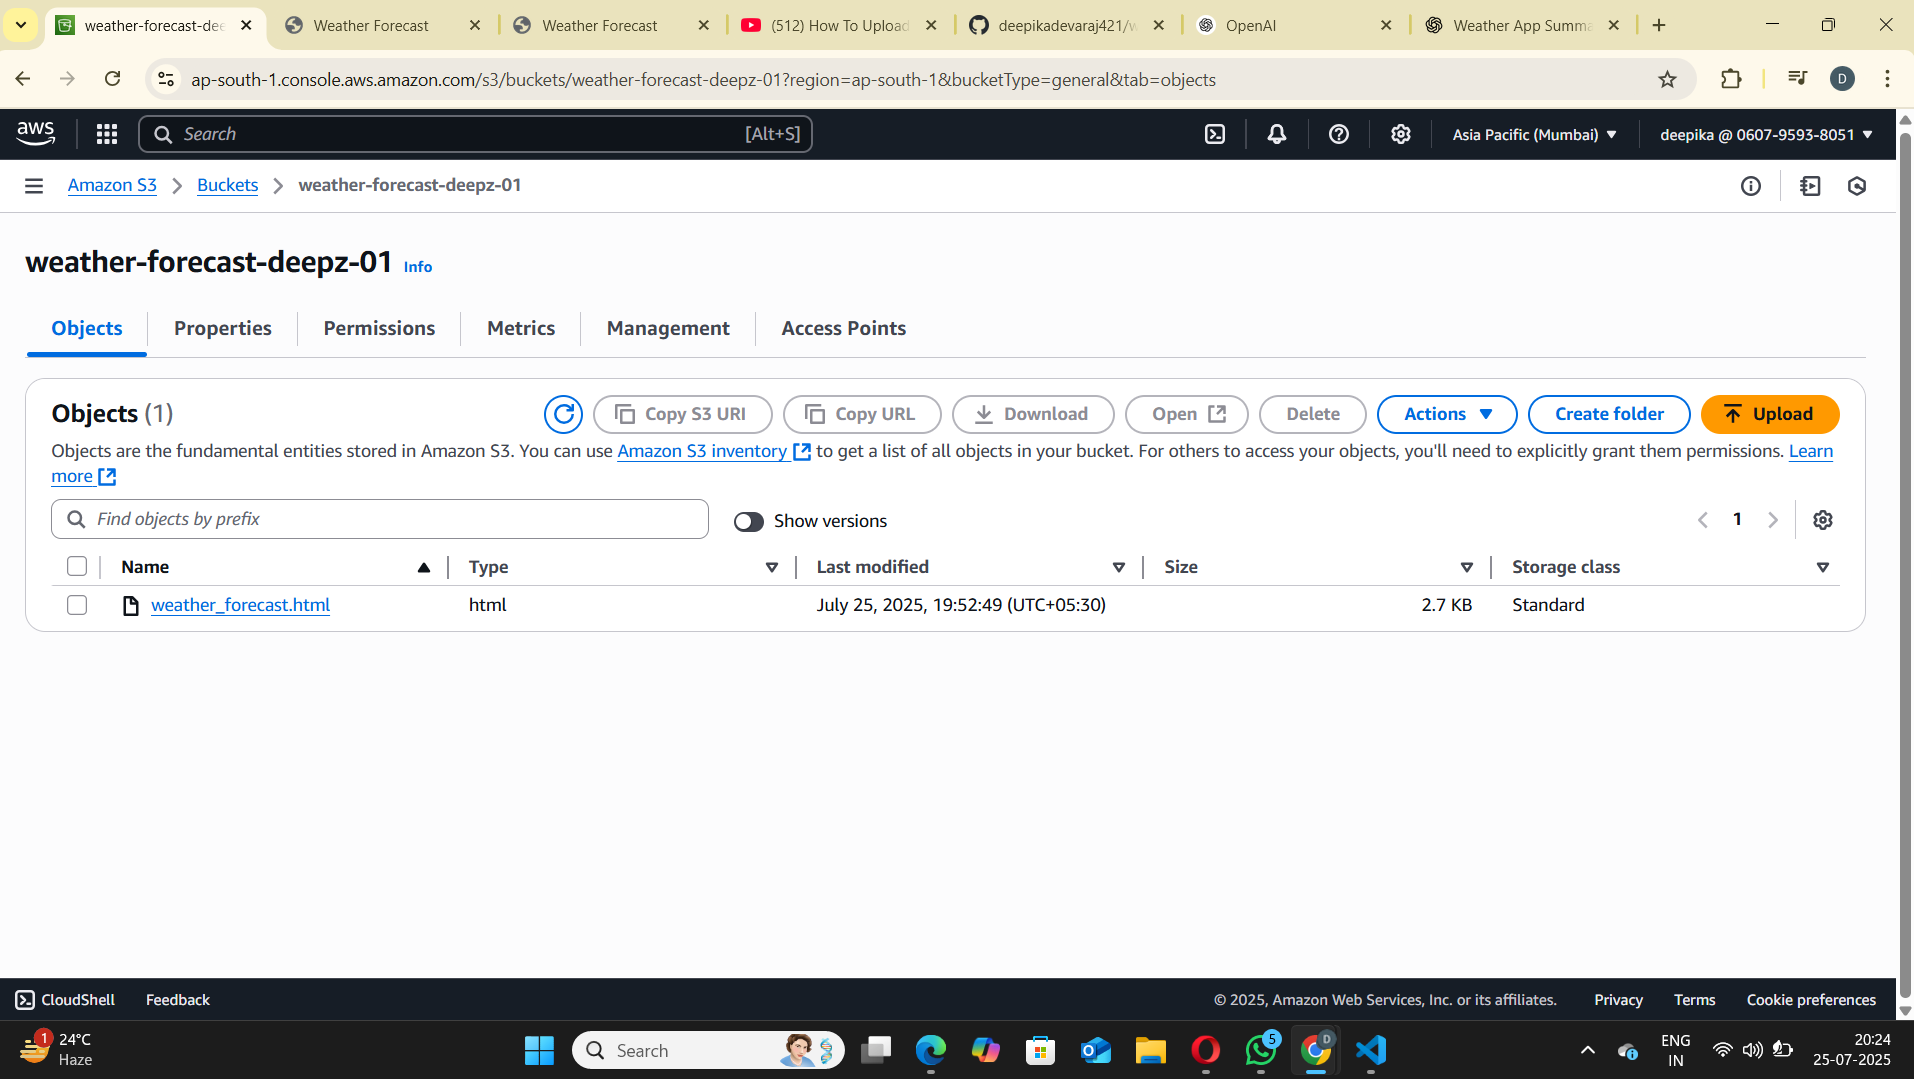 weather-forecast-dee
Weather Forecast
Weather Forecast
(512) How To Upload
deepikadevaraj421/w
OpenAI
Weather App Summa
ap-south-1.console.aws.amazon.com/s3/buckets/weather-forecast-deepz-01?region=ap-south-1&bucketType=general&tab=objects
D
aws
Search
[Alt+S]
Asia Pacific (Mumbai)
deepika @ 0607-9593-8051
Amazon S3
Buckets
weather-forecast-deepz-01
weather-forecast-deepz-01 Info
Objects
Properties
Permissions
Metrics
Management
Access Points
Objects (1)
Copy S3 URI
Copy URL
Download
Open
Delete
Actions
Create folder
Upload
Objects are the fundamental entities stored in Amazon S3. You can use Amazon S3 inventory to get a list of all objects in your bucket. For others to access your objects, you'll need to explicitly grant them permissions. Learn
more
Find objects by prefix
Show versions
1
Name
Type
Last modified
Size
Storage class
weather_forecast.html
html
July 25, 2025, 19:52:49 (UTC+05:30)
2.7 KB
Standard
CloudShell
Feedback
© 2025, Amazon Web Services, Inc. or its affiliates.
Privacy
Terms
Cookie preferences
1
24°C
Haze
Search
5
D
ENG
IN
20:24
25-07-2025